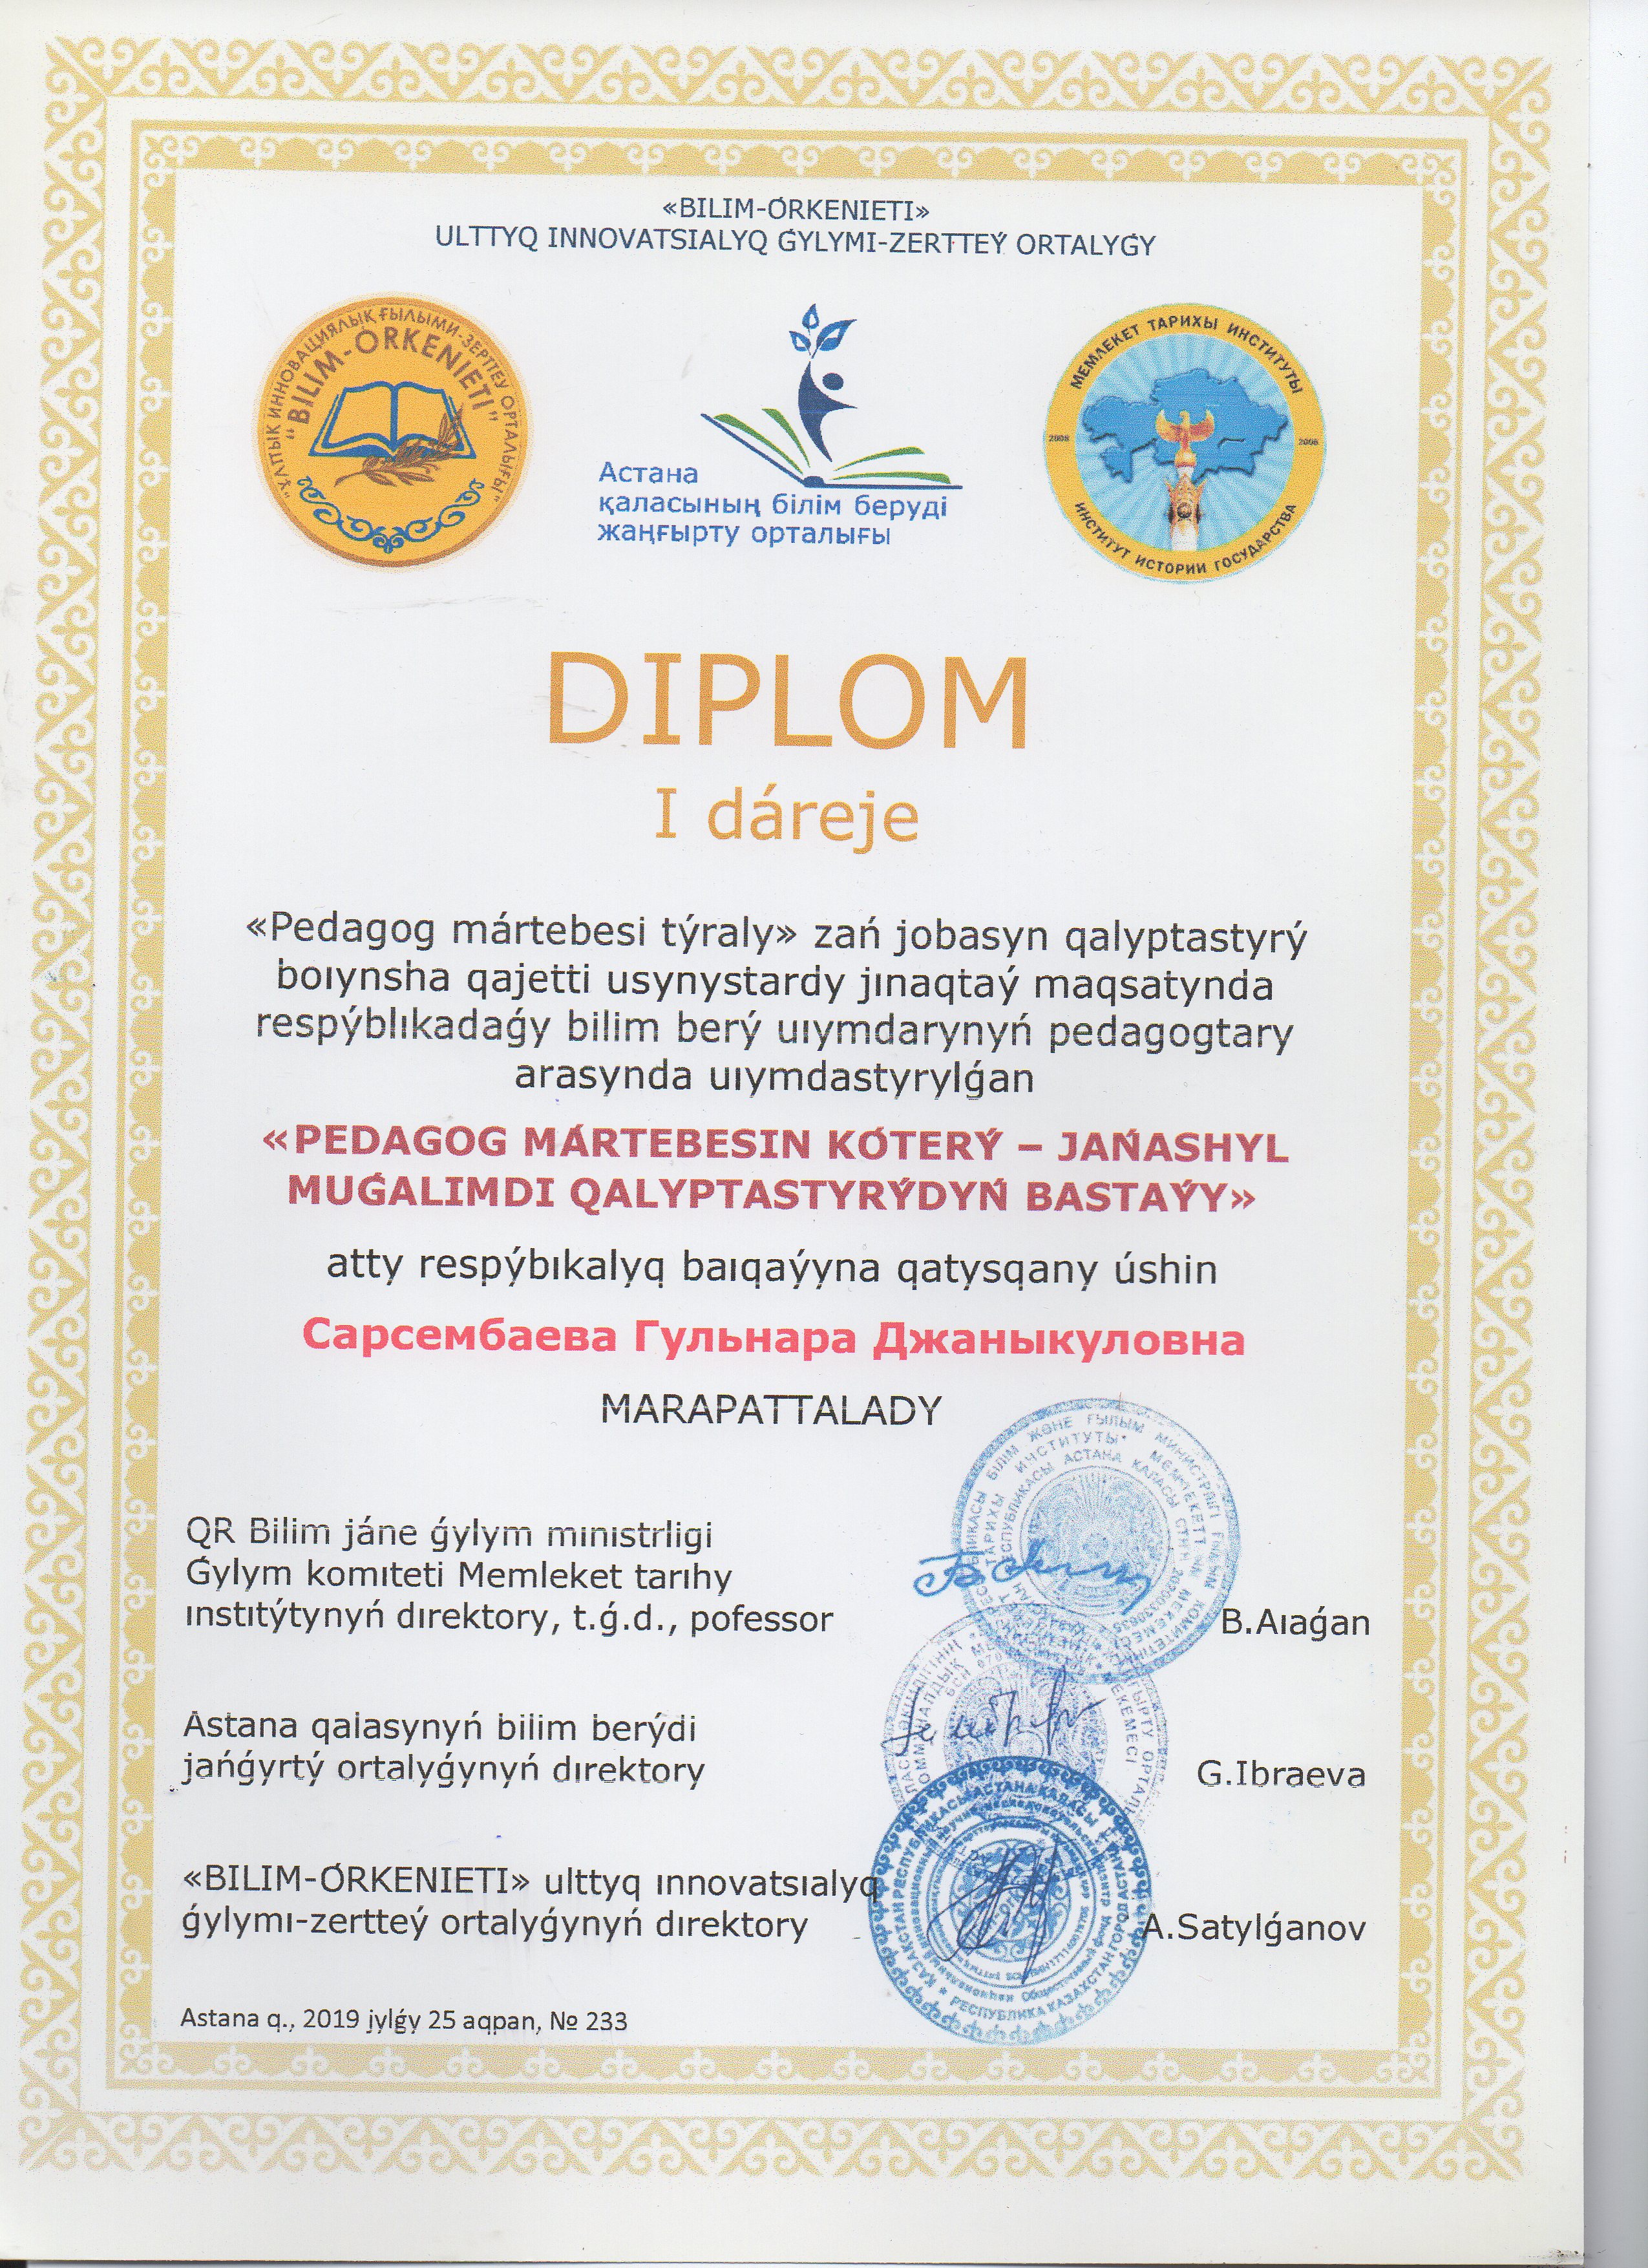 «BILIM-ÓRKENIETI»
ULTTYQ INNOVATSIALYQ ǴYLYMI-ZERTTEÝ ORTALYǴY
"ҰЛТТЫҚ ИННОВАЦИЯЛЫҚ ҒЫЛЫМИ-ЗЕРТТЕУ ОРТАЛЫҒЫ"
"BILIM-ÓRKENIETI"
Астана
қаласының білім беруді
жаңғырту орталығы
МЕМЛЕКЕТ ТАРИХЫ ИНСТИТУТЫ
2008 2008
ИНСТИТУТ ИСТОРИИ ГОСУДАРСТВА
DIPLOM
I dáreje
«Pedagog mártebesi týraly» zań jobasyn qalyptastyrý
boıynsha qajetti usynystardy jınaqtaý maqsatynda
respýblıkadaǵy bilim berý uıymdarynyń pedagogtary
arasynda uıymdastyrylǵan
«PEDAGOG MÁRTEBESIN KÓTERÝ – JAŃASHYL
MUǴALIMDI QALYPTASTYRÝDYŃ BASTAÝY»
atty respýbıkalyq baıqaýyna qatysqany úshin
Сарсембаева Гульнара Джаныкуловна
MARAPATTALADY
QR Bilim jáne ǵylym mınıstrligi
Ǵylym komıteti Memleket tarıhy
ınstıtýtynyń dırektory, t.ǵ.d., pofessor
B.Aıaǵan
Astana qalasynyń bilim berýdi
jańǵyrtý ortalyǵynyń dırektory
G.Ibraeva
«BILIM-ÓRKENIETI» ulttyq ınnovatsıalyq
ǵylymı-zertteý ortalyǵynyń dırektory
A.Satylǵanov
Astana q., 2019 jylǵy 25 aqpan, № 233